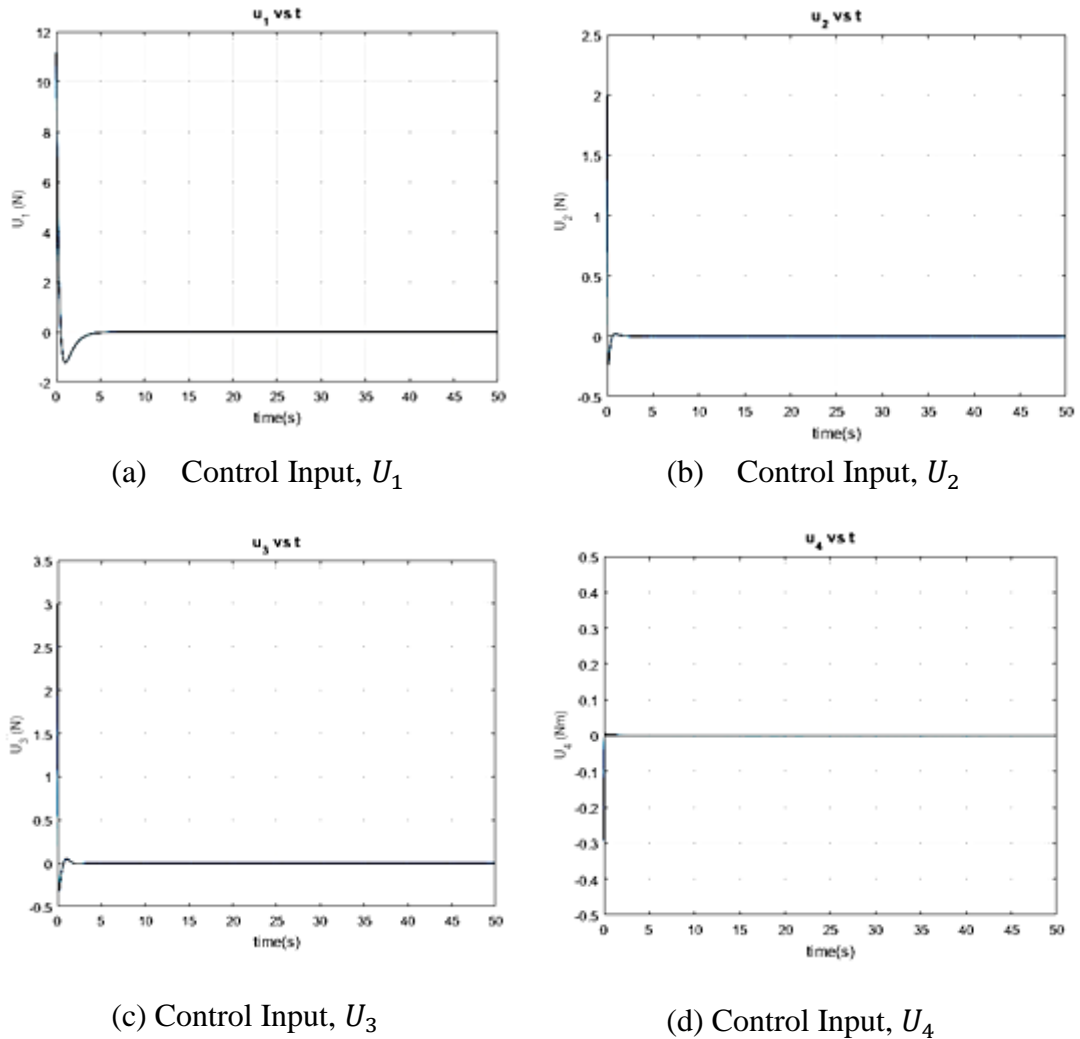 u₁ vs t
12
10
8
6
4
2
0
-2
U₁ (N)
0 5 10 15 20 25 30 35 40 45 50
time(s)
(a) Control Input, U₁
u₂ vs t
2.5
2
1.5
1
0.5
0
-0.5
U₂ (N)
0 5 10 15 20 25 30 35 40 45 50
time(s)
(b) Control Input, U₂
u₃ vs t
3.5
3
2.5
2
1.5
1
0.5
0
-0.5
U₃ (N)
0 5 10 15 20 25 30 35 40 45 50
time(s)
(c) Control Input, U₃
u₄ vs t
0.5
0.4
0.3
0.2
0.1
0
-0.1
-0.2
-0.3
-0.4
-0.5
U₄ (Nm)
0 5 10 15 20 25 30 35 40 45 50
time(s)
(d) Control Input, U₄